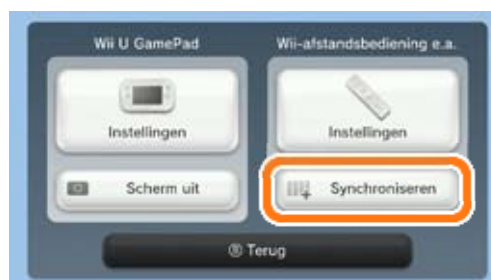 Wii U GamePad
Wii-afstandsbediening e.a.
Instellingen
Instellingen
Scherm uit
Synchroniseren
Ⓑ Terug